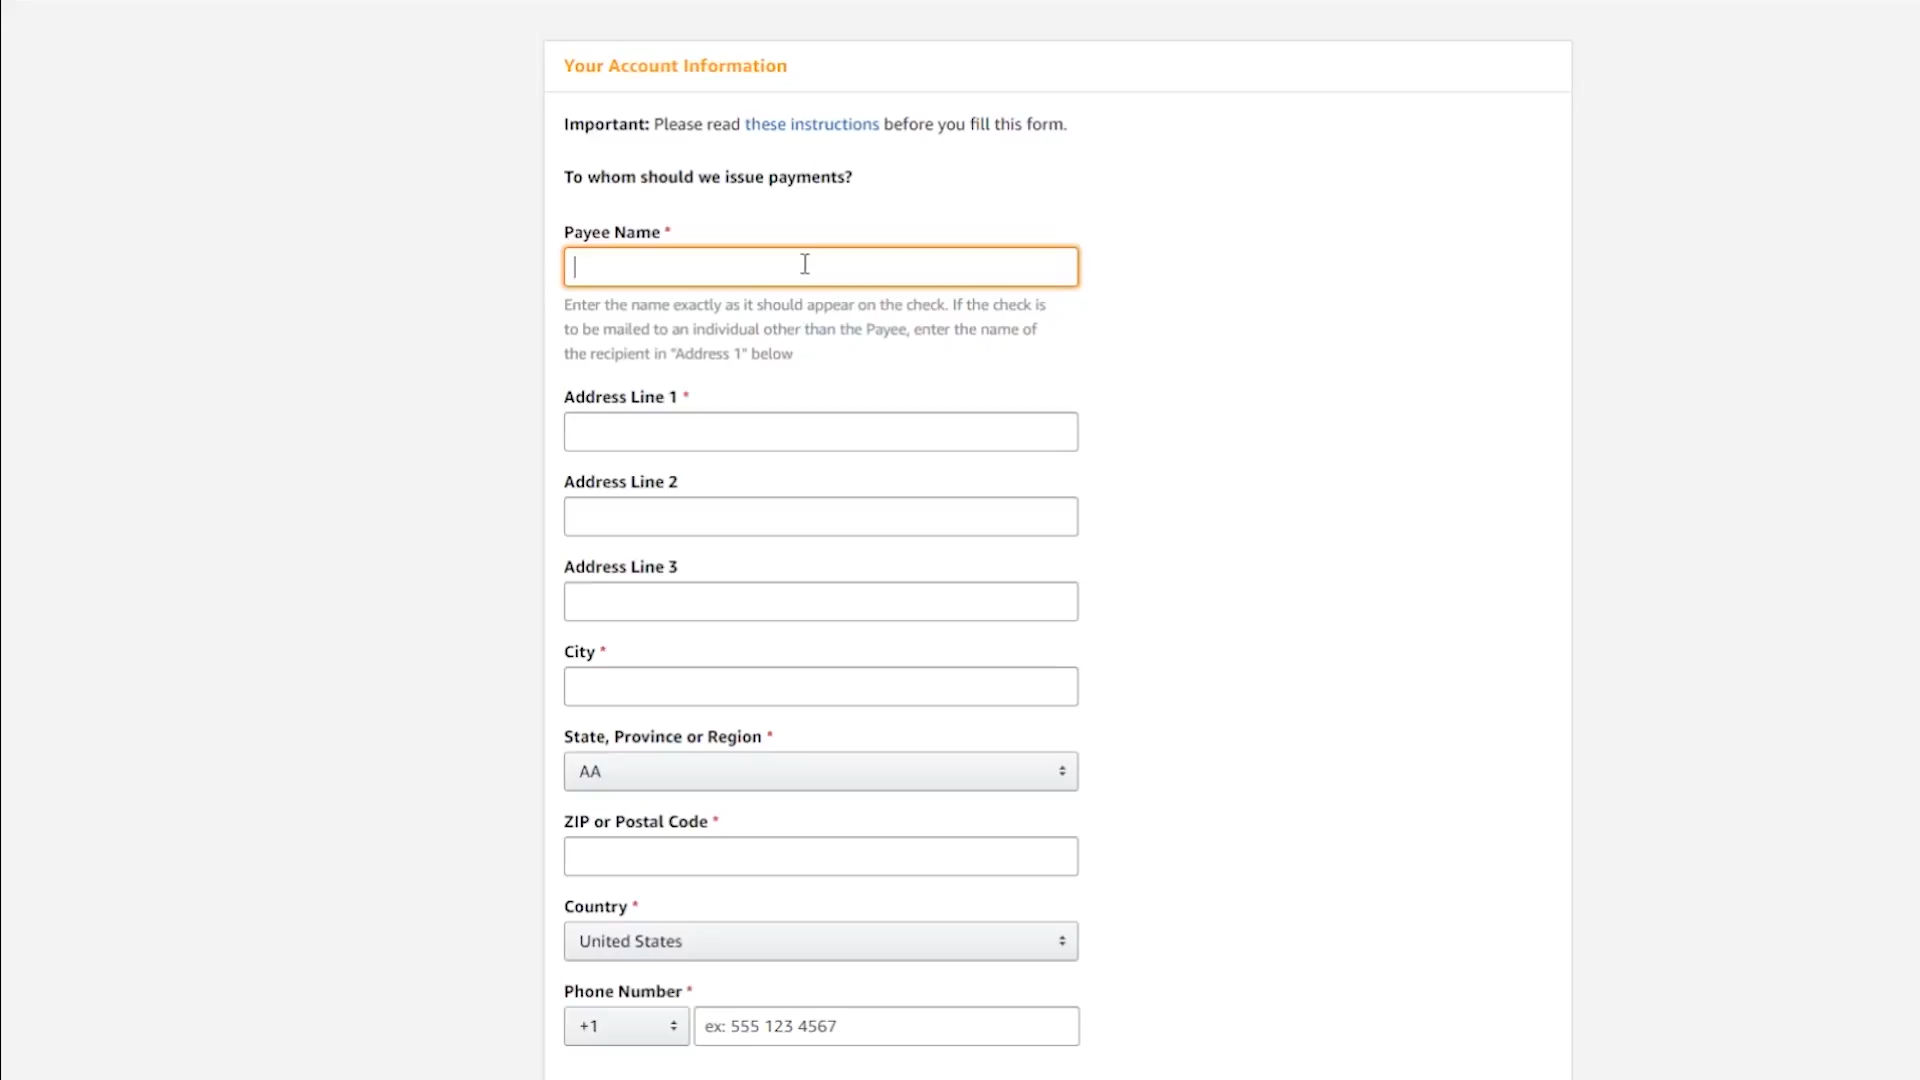 Your Account Information
Important: Please read these instructions before you fill this form.
To whom should we issue payments?
Payee Name *
Enter the name exactly as it should appear on the check. If the check is
to be mailed to an individual other than the Payee, enter the name of
the recipient in "Address 1" below
Address Line 1 *
Address Line 2
Address Line 3
City *
State, Province or Region *
AA
ZIP or Postal Code *
Country *
United States
Phone Number *
+1 ex: 555 123 4567